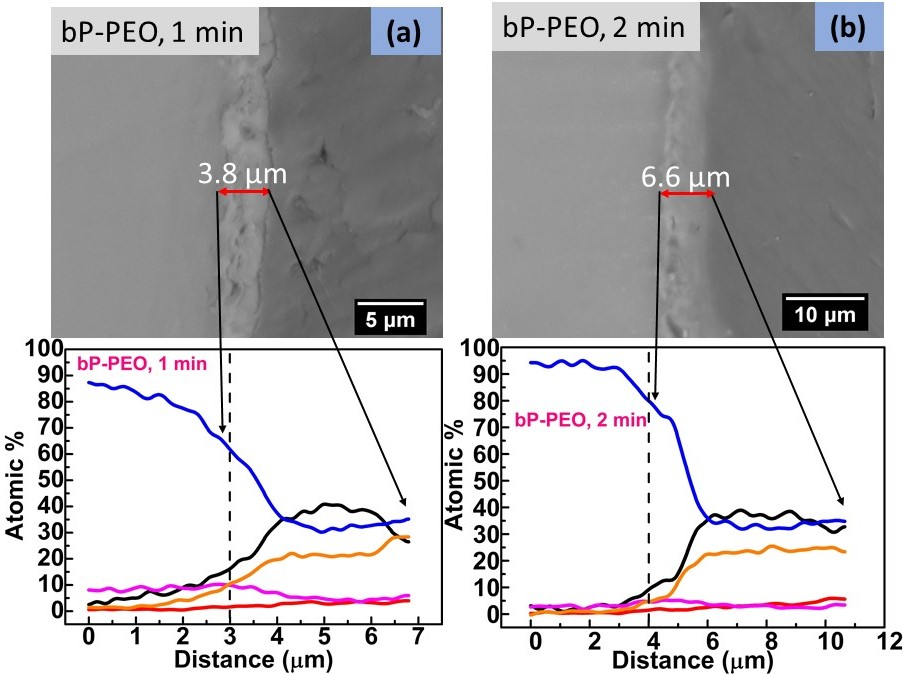 bP-PEO, 1 min
(a)
3.8 µm
5 µm
bP-PEO, 2 min
(b)
6.6 µm
10 µm
100
90
80
70
60
50
40
30
20
10
0
Atomic %
bP-PEO, 1 min
0 1 2 3 4 5 6 7
Distance (µm)
100
90
80
70
60
50
40
30
20
10
0
Atomic %
bP-PEO, 2 min
0 2 4 6 8 10 12
Distance (µm)